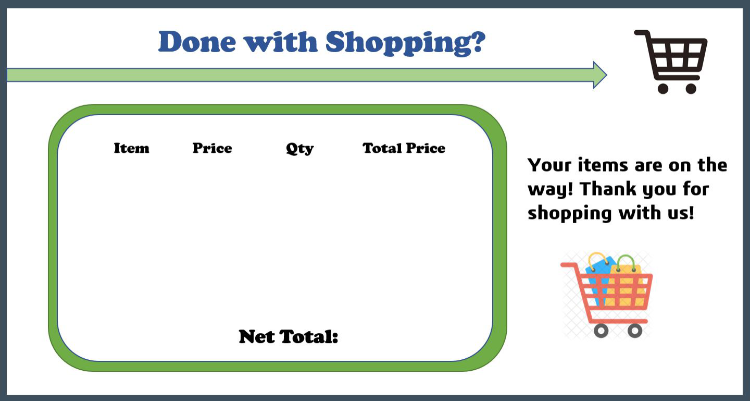 Done with Shopping?
Item Price Qty Total Price
Net Total:
Your items are on the
way! Thank you for
shopping with us!